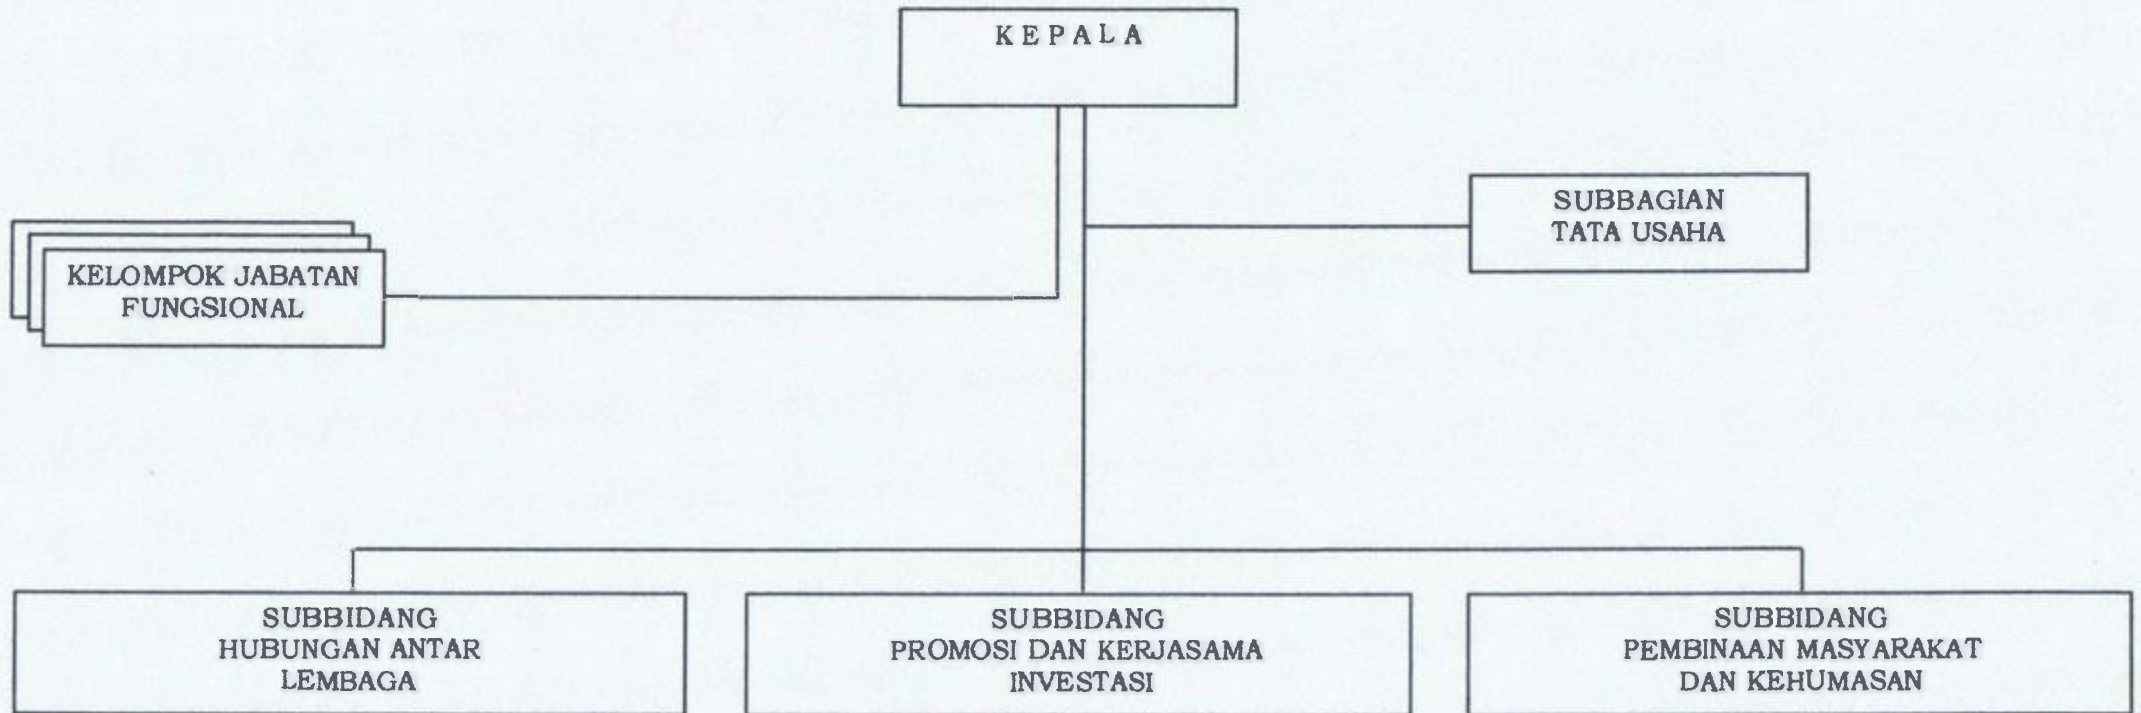 KEPALA
SUBBAGIAN
TATA USAHA
KELOMPOK JABATAN
FUNGSIONAL
SUBBIDANG
HUBUNGAN ANTAR
LEMBAGA
SUBBIDANG
PROMOSI DAN KERJASAMA
INVESTASI
SUBBIDANG
PEMBINAAN MASYARAKAT
DAN KEHUMASAN